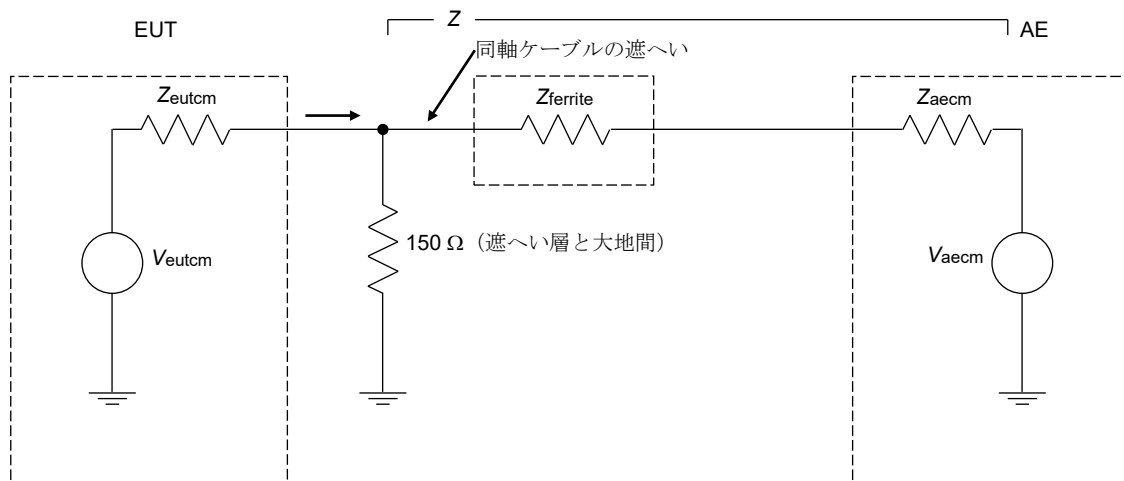 Z
EUT
AE
同軸ケーブルの遮へい
Zeutcm
Zferrite
Zaecm
150 Ω（遮へい層と大地間）
Veutcm
Vaecm